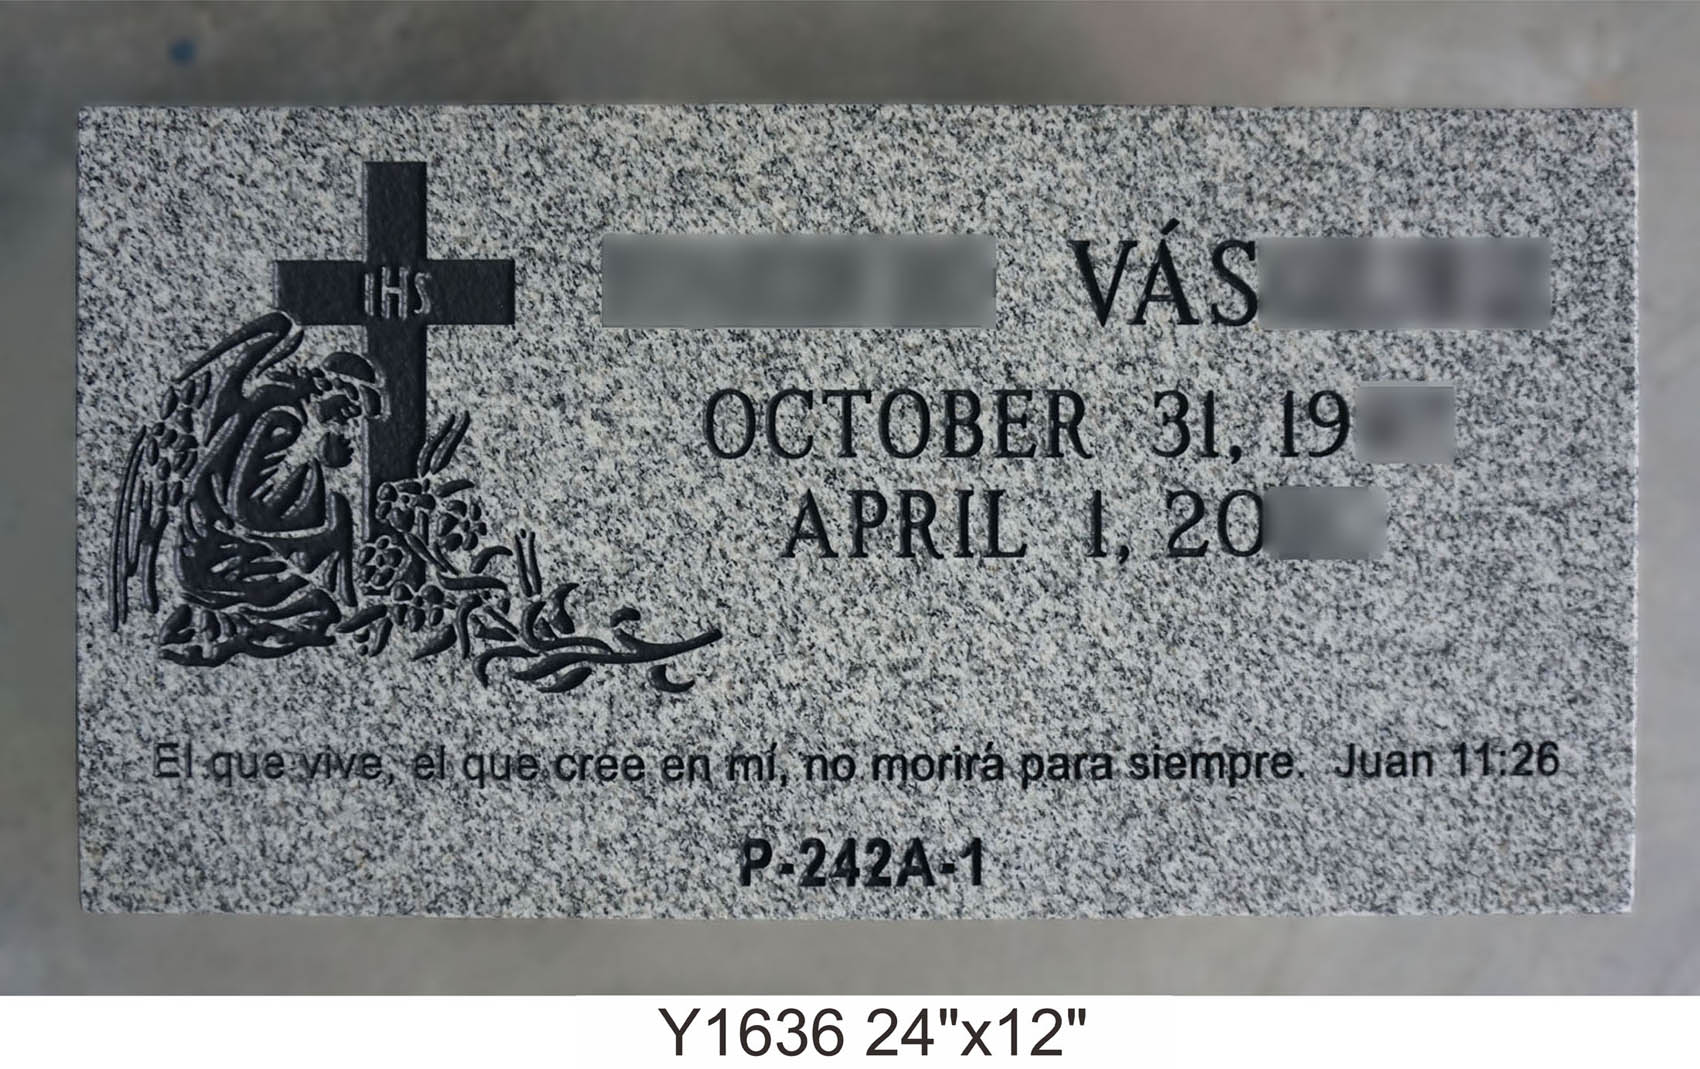 IHS
VÁS
OCTOBER 31, 19
APRIL 1, 20
El que vive, el que cree en mí, no morirá para siempre. Juan 11:26
P-242A-1
Y1636 24"x12"